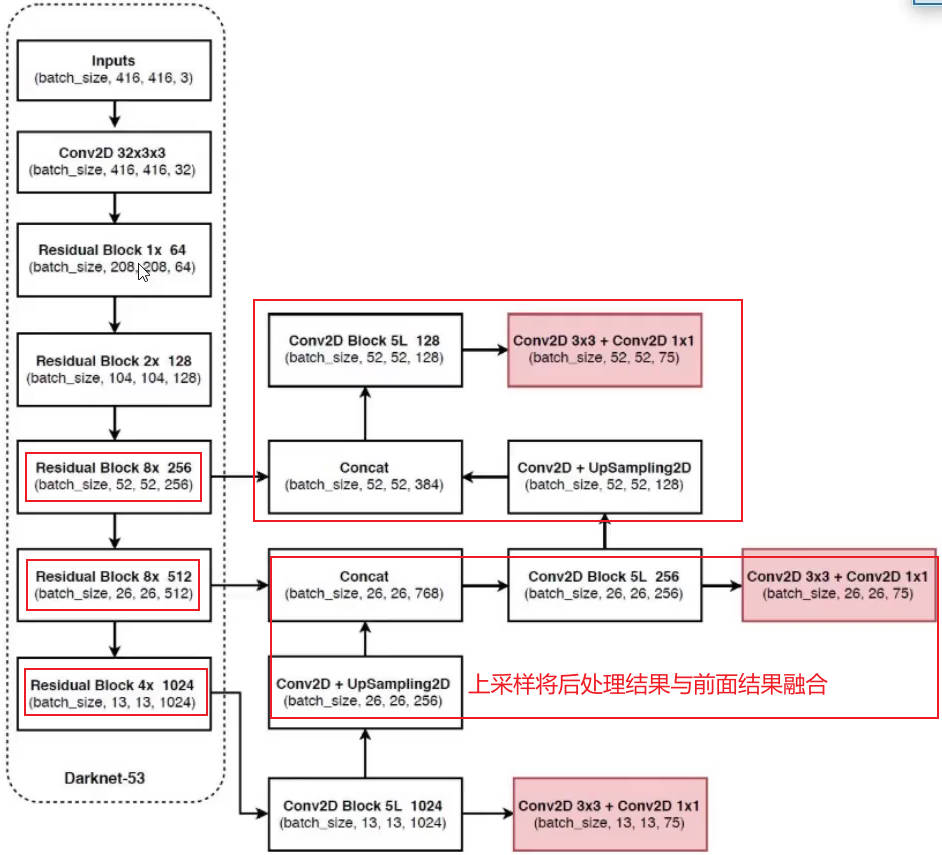 Inputs
(batch_size, 416, 416, 3)
Conv2D 32x3x3
(batch_size, 416, 416, 32)
Residual Block 1x 64
(batch_size, 208, 208, 64)
Residual Block 2x 128
(batch_size, 104, 104, 128)
Residual Block 8x 256
(batch_size, 52, 52, 256)
Residual Block 8x 512
(batch_size, 26, 26, 512)
Residual Block 4x 1024
(batch_size, 13, 13, 1024)
Darknet-53
Conv2D Block 5L 128
(batch_size, 52, 52, 128)
Conv2D 3x3 + Conv2D 1x1
(batch_size, 52, 52, 75)
Concat
(batch_size, 52, 52, 384)
Conv2D + UpSampling2D
(batch_size, 52, 52, 128)
Concat
(batch_size, 26, 26, 768)
Conv2D Block 5L 256
(batch_size, 26, 26, 256)
Conv2D 3x3 + Conv2D 1x1
(batch_size, 26, 26, 75)
Conv2D + UpSampling2D
(batch_size, 26, 26, 256)
上采样将后处理结果与前面结果融合
Conv2D Block 5L 1024
(batch_size, 13, 13, 1024)
Conv2D 3x3 + Conv2D 1x1
(batch_size, 13, 13, 75)